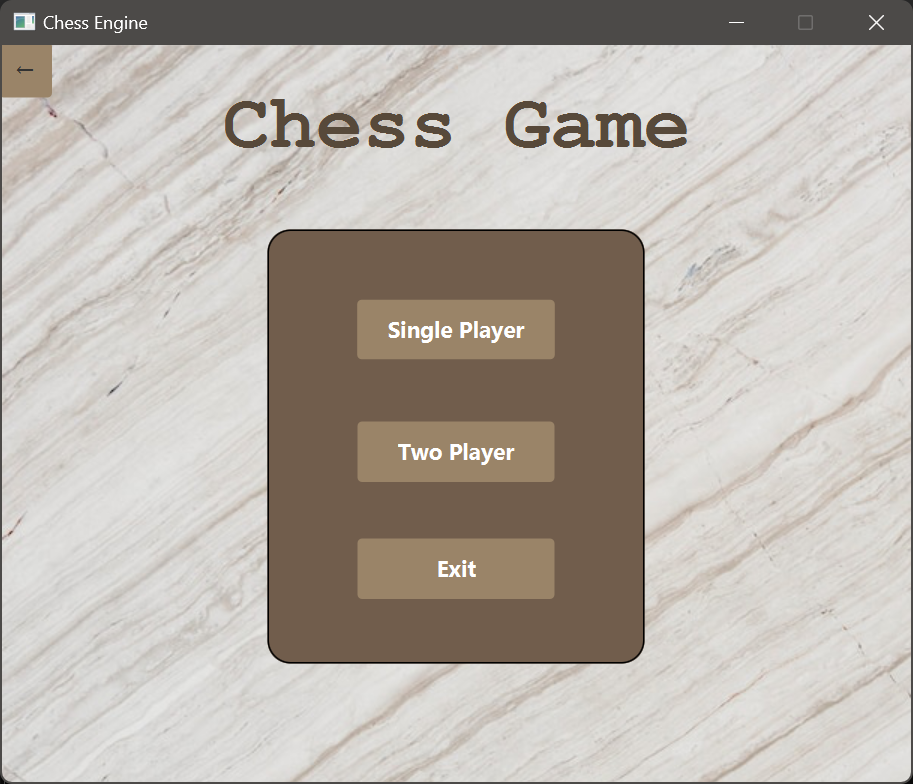 Chess Engine
←
Chess Game
Single Player
Two Player
Exit